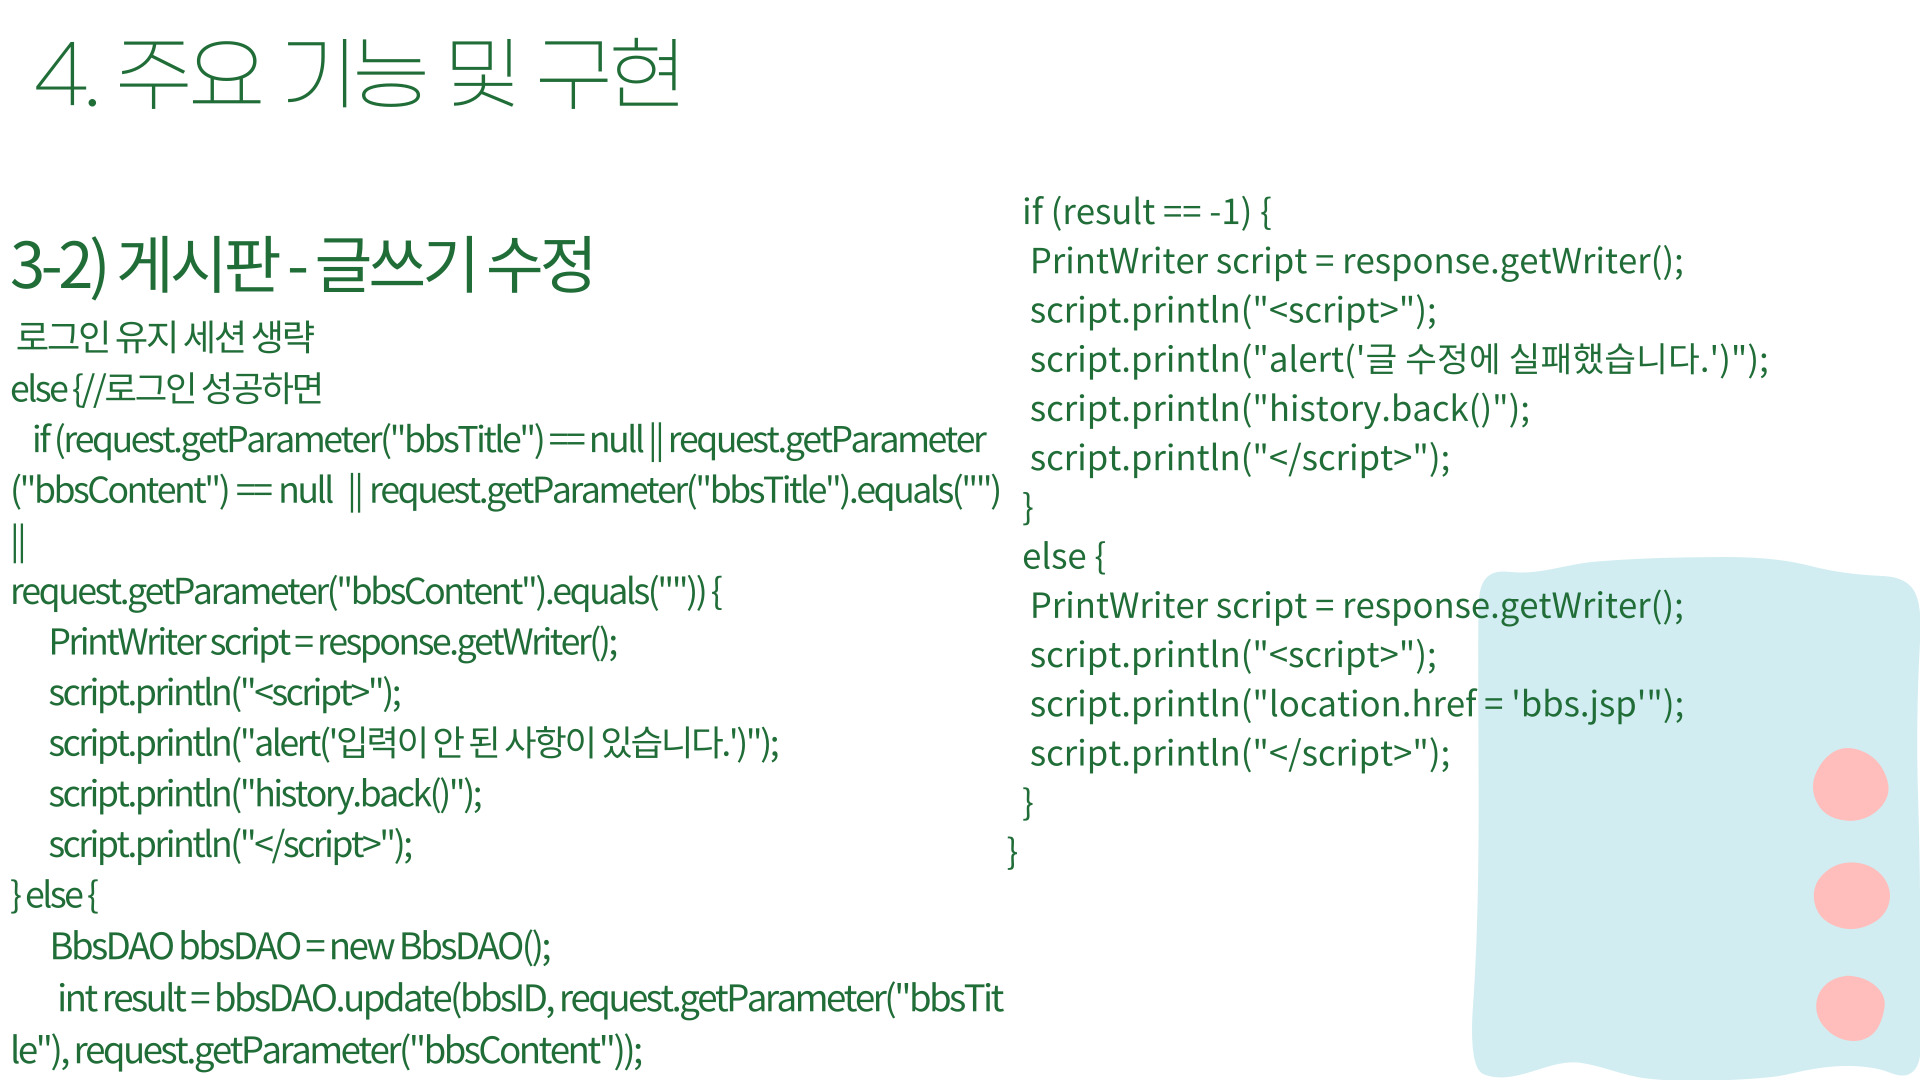 4. 주요 기능 및 구현
3-2) 게시판 - 글쓰기 수정
로그인 유지 세션 생략
else {//로그인 성공하면
if (request.getParameter("bbsTitle") == null || request.getParameter
("bbsContent") == null || request.getParameter("bbsTitle").equals("")
||
request.getParameter("bbsContent").equals("")) {
PrintWriter script = response.getWriter();
script.println("<script>");
script.println("alert('입력이 안 된 사항이 있습니다.')");
script.println("history.back()");
script.println("</script>");
} else {
BbsDAO bbsDAO = new BbsDAO();
int result = bbsDAO.update(bbsID, request.getParameter("bbsTit
le"), request.getParameter("bbsContent"));
if (result == -1) {
PrintWriter script = response.getWriter();
script.println("<script>");
script.println("alert('글 수정에 실패했습니다.')");
script.println("history.back()");
script.println("</script>");
}
else {
PrintWriter script = response.getWriter();
script.println("<script>");
script.println("location.href = 'bbs.jsp'");
script.println("</script>");
}
}